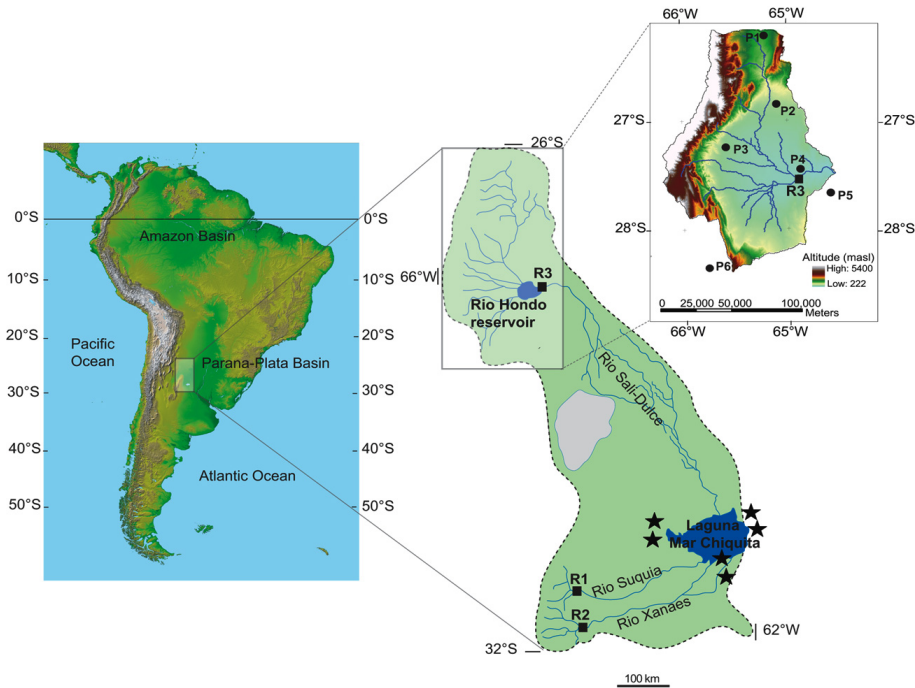 66°W
65°W
P1
P2
27°S
27°S
P3
P4
R3
P5
28°S
28°S
P6
Altitude (masl)
High: 5400
Low: 222
0
25,000
50,000
100,000
Meters
66°W
65°W
26°S
66°W
R3
Rio Hondo
reservoir
Rio Sali-Dulce
Laguna
Mar Chiquita
R1
Rio Suquia
R2
Rio Xanaes
62°W
32°S
100 km
0°S
0°S
Amazon Basin
10°S
10°S
20°S
20°S
Pacific
Ocean
Parana-Plata Basin
30°S
30°S
40°S
40°S
Atlantic Ocean
50°S
50°S